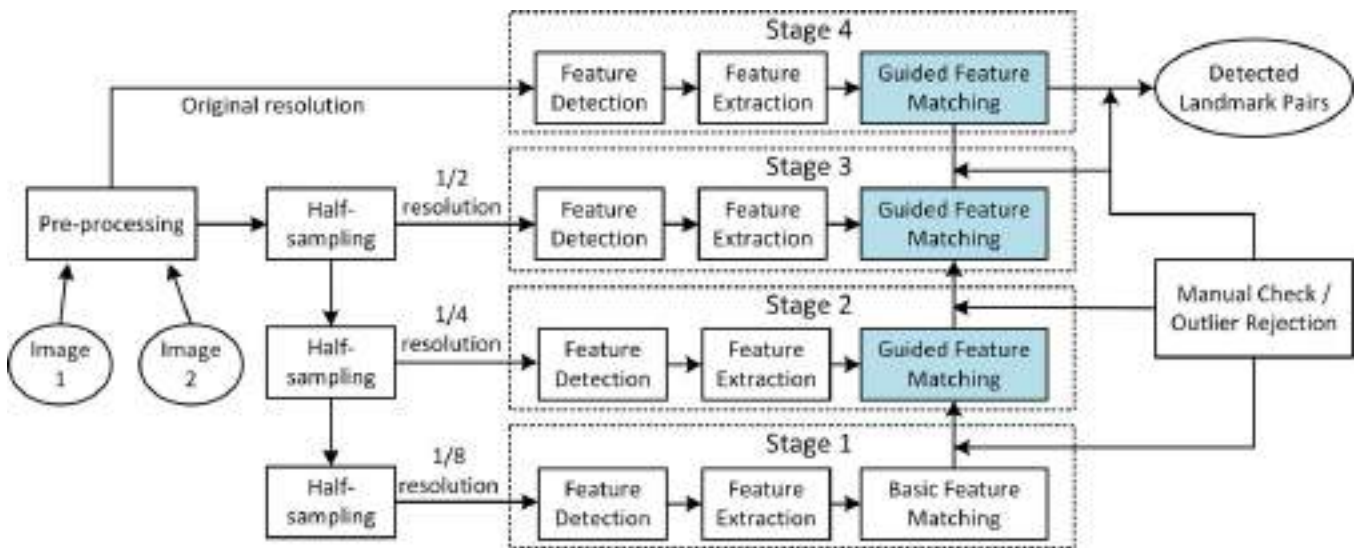 Stage 4
Feature
Detection
Feature
Extraction
Guided Feature
Matching
Detected
Landmark Pairs
Original resolution
Stage 3
1/2
resolution
Pre-processing
Half-
sampling
Feature
Detection
Feature
Extraction
Guided Feature
Matching
Stage 2
1/4
resolution
Manual Check /
Outlier Rejection
Image
1
Image
2
Half-
sampling
Feature
Detection
Feature
Extraction
Guided Feature
Matching
Stage 1
1/8
resolution
Half-
sampling
Feature
Detection
Feature
Extraction
Basic Feature
Matching